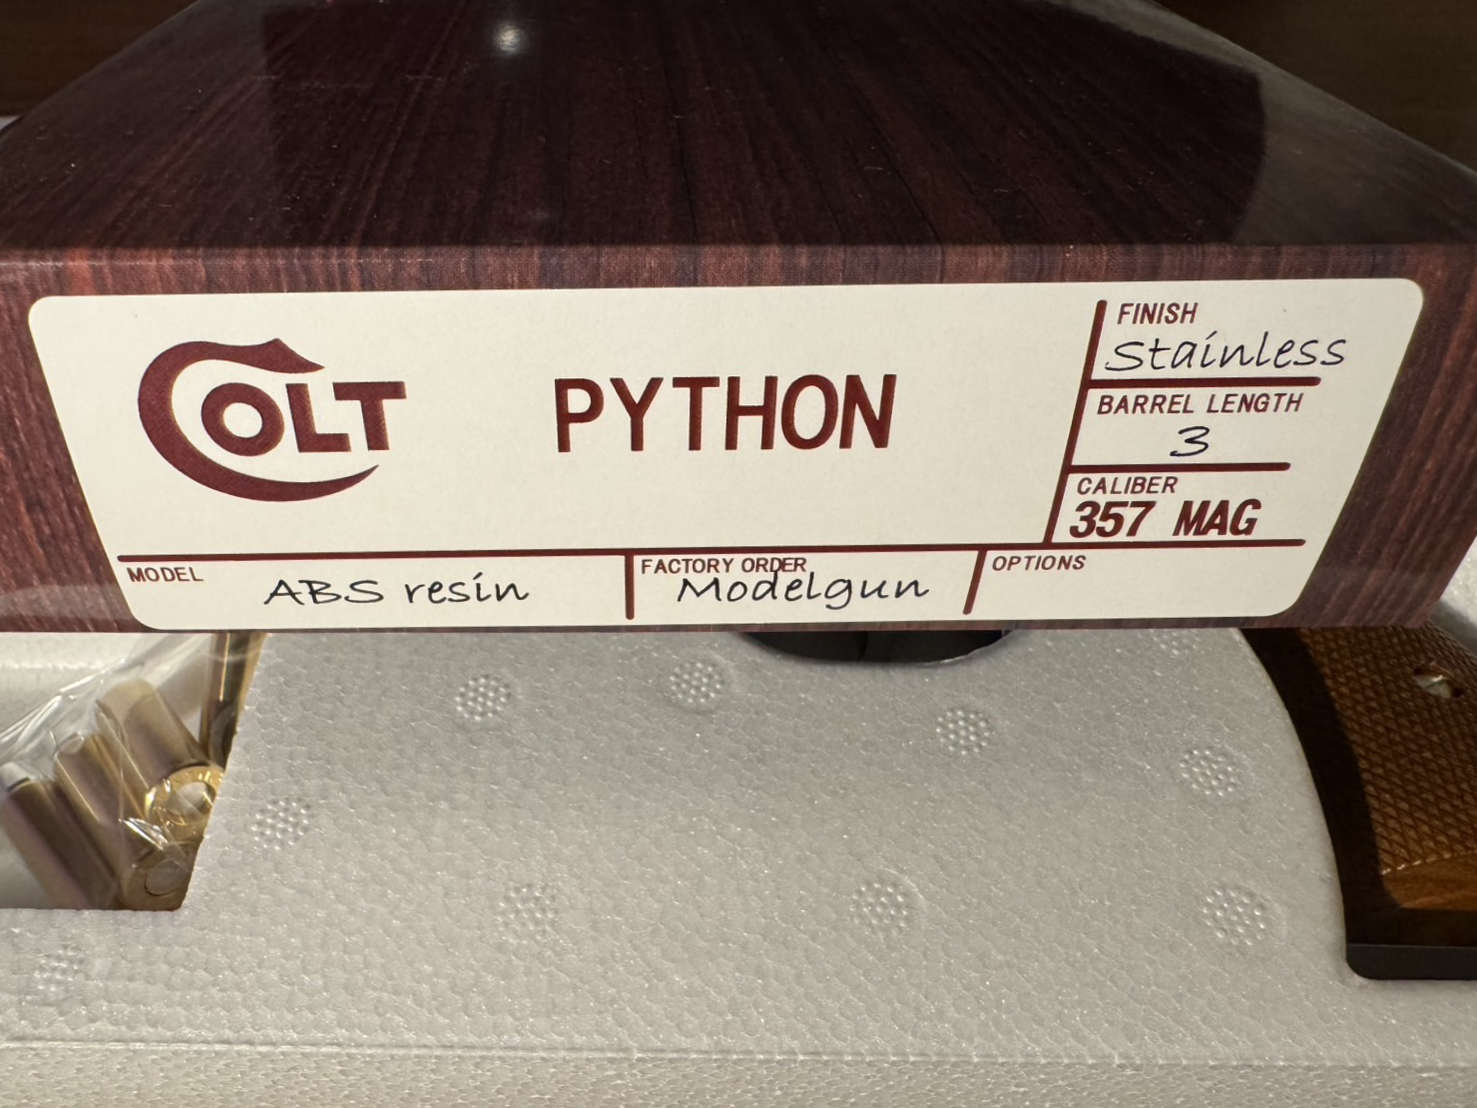 COLT
PYTHON
FINISH
Stainless
BARREL LENGTH
3
CALIBER
357 MAG
MODEL
ABS resin
FACTORY ORDER
Modelgun
OPTIONS